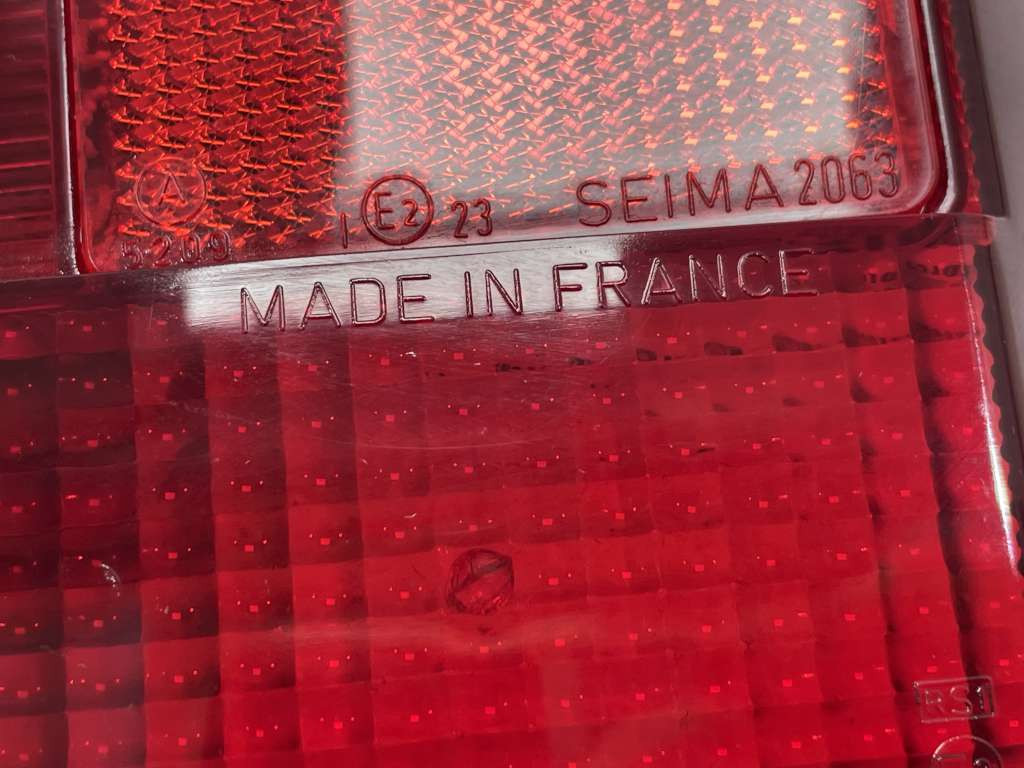 A
I E2 23 SEIMA 2063
5209
MADE IN FRANCE
RS1